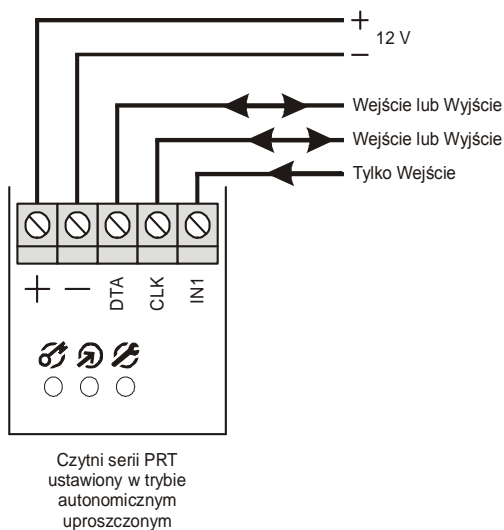 +
12 V
−
Wejście lub Wyjście
Wejście lub Wyjście
Tylko Wejście
+ − DTA CLK IN1
Czytni serii PRT
ustawiony w trybie
autonomicznym
uproszczonym